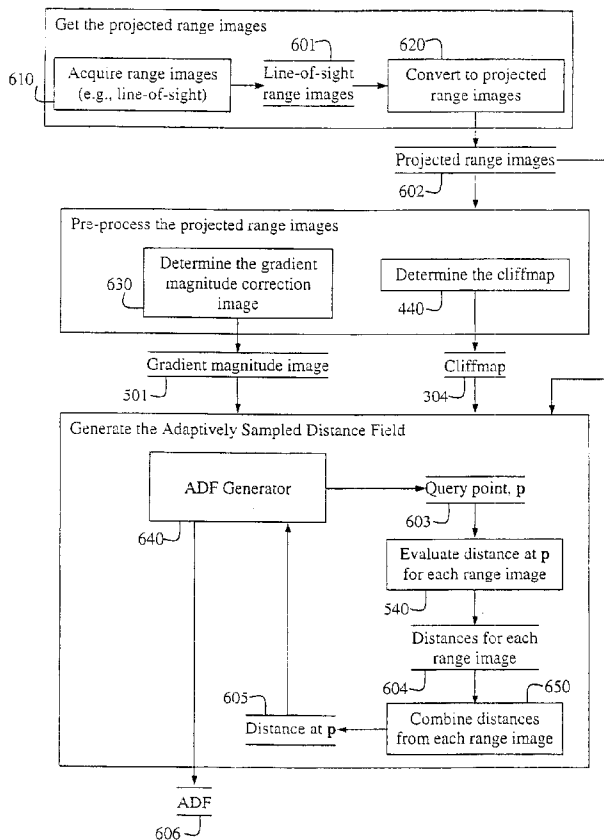 Get the projected range images
601
620
610
Acquire range images
(e.g., line-of-sight)
Line-of-sight
range images
Convert to projected
range images
Projected range images
602
Pre-process the projected range images
630
Determine the gradient
magnitude correction
image
Determine the cliffmap
440
Gradient magnitude image
501
Cliffmap
304
Generate the Adaptively Sampled Distance Field
ADF Generator
640
Query point, p
603
Evaluate distance at p
for each range image
540
Distances for each
range image
604
650
605
Distance at p
Combine distances
from each range image
ADF
606